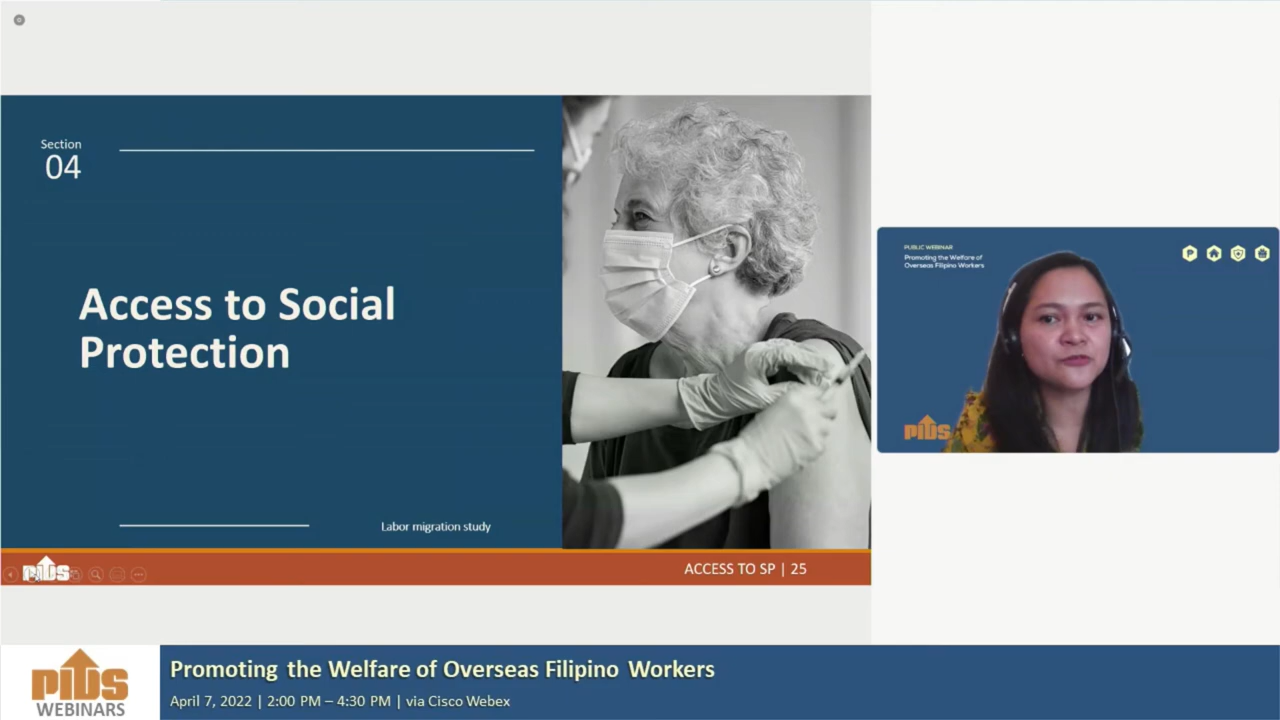 Section
04
Access to Social
Protection
Labor migration study
PIDS
ACCESS TO SP | 25
PUBLIC WEBINAR
Promoting the Welfare of
Overseas Filipino Workers
P
PIDS
PIDS
WEBINARS
Promoting the Welfare of Overseas Filipino Workers
April 7, 2022 | 2:00 PM – 4:30 PM | via Cisco Webex